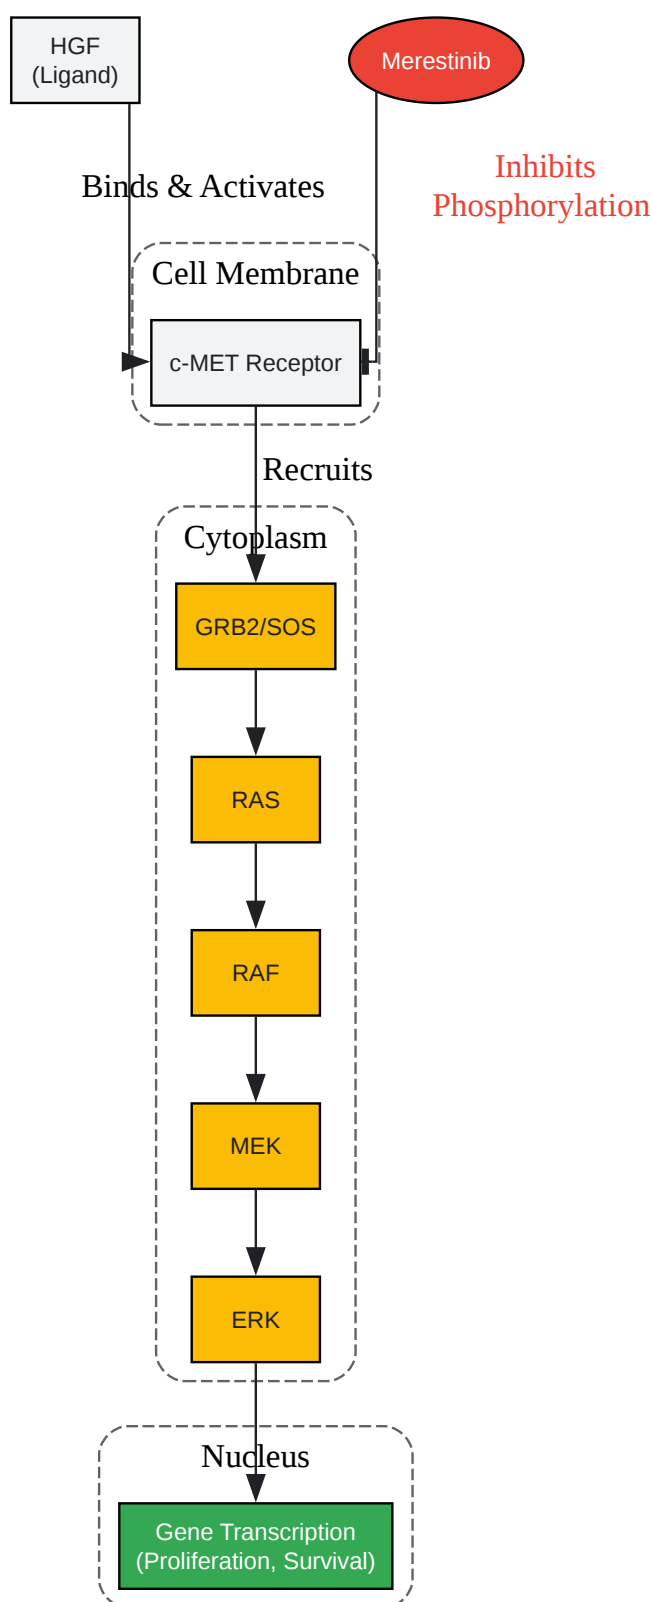 HGF
(Ligand)
Merestinib
Inhibits
Phosphorylation
Binds & Activates
Cell Membrane
c-MET Receptor
Recruits
Cytoplasm
GRB2/SOS
RAS
RAF
MEK
ERK
Nucleus
Gene Transcription
(Proliferation, Survival)